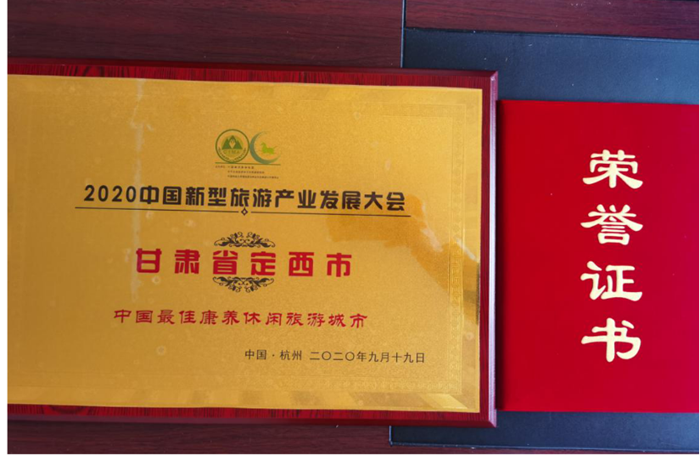 2020中国新型旅游产业发展大会
甘肃省定西市
中国最佳康养休闲旅游城市
中国·杭州 二〇二〇年九月十九日
荣誉证书